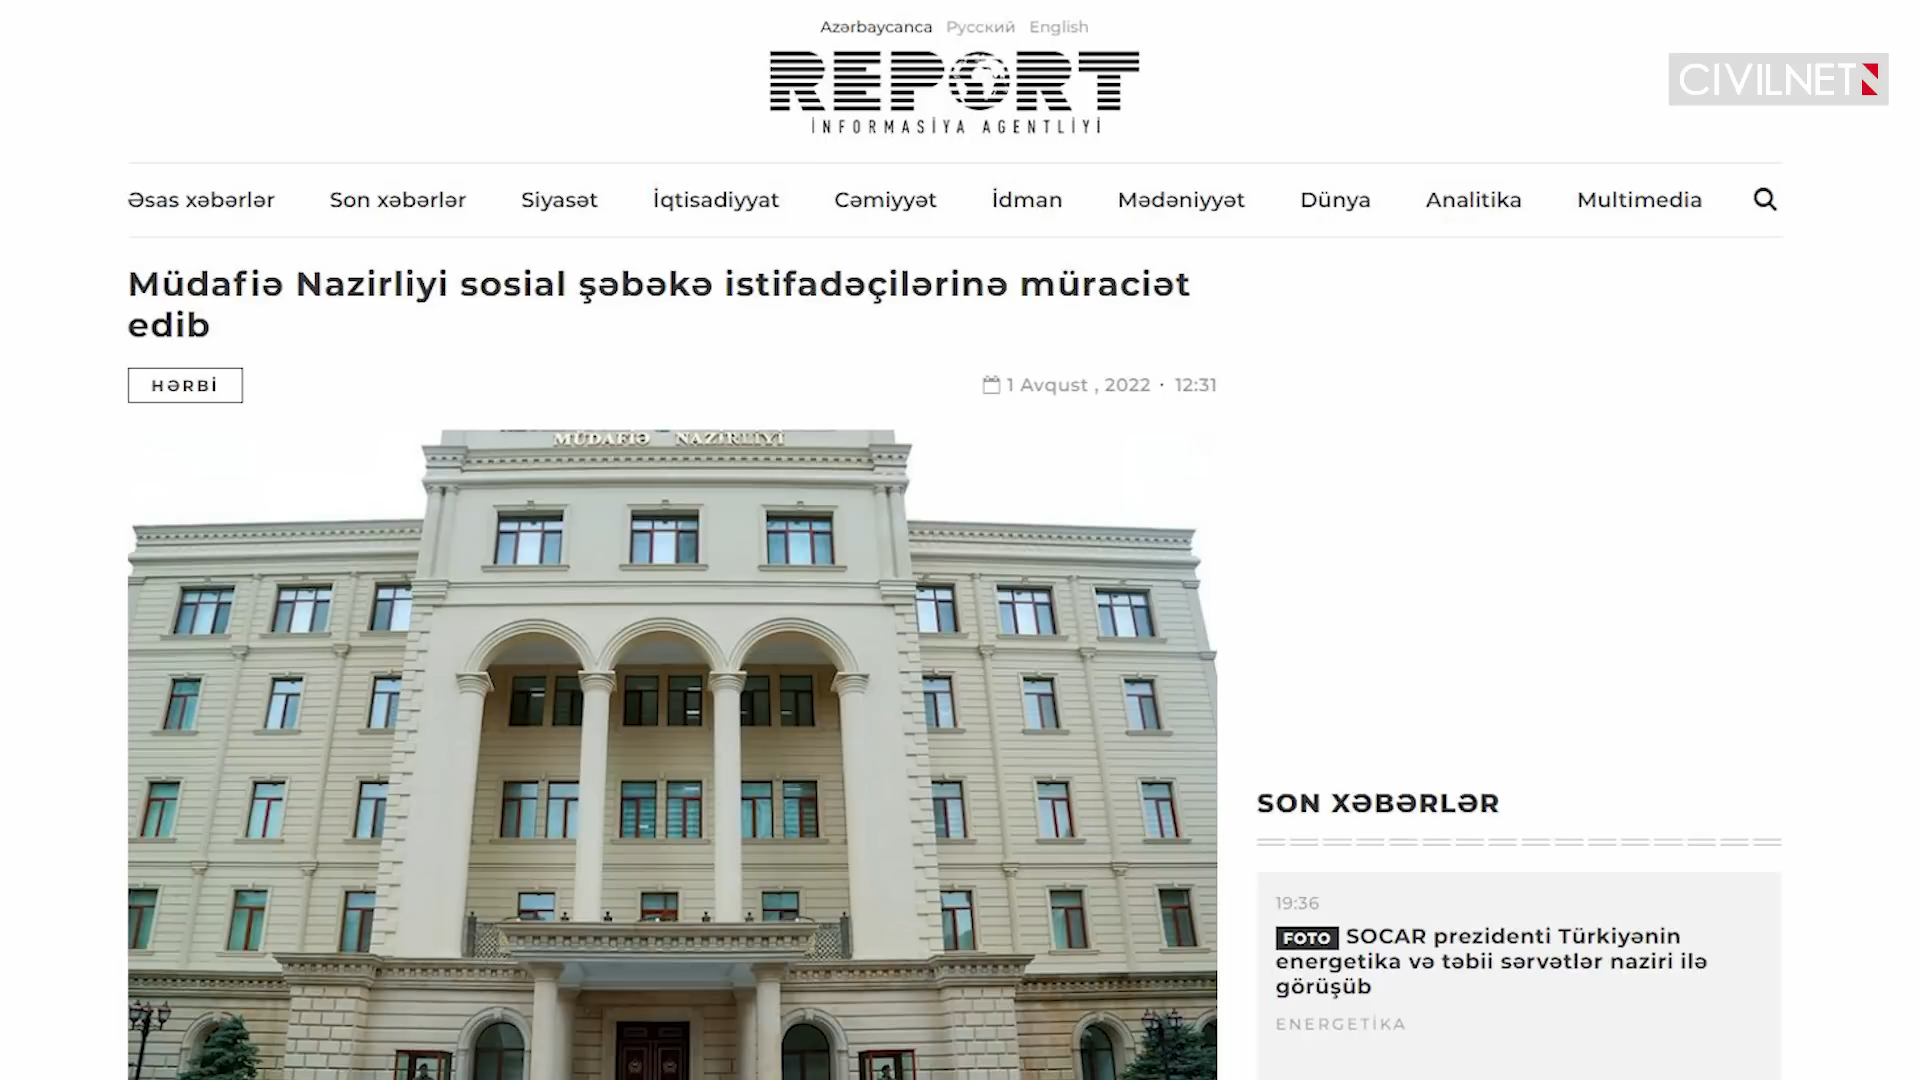 Azərbaycanca Русский English
REPORT
İNFORMASİYA AGENTLİYİ
CIVILNET
Əsas xəbərlər Son xəbərlər Siyasət İqtisadiyyat Cəmiyyət İdman Mədəniyyət Dünya Analitika Multimedia
Müdafiə Nazirliyi sosial şəbəkə istifadəçilərinə müraciət
edib
HƏRBİ
1 Avqust , 2022 · 12:31
MÜDAFİƏ NAZİRLİYİ
SON XƏBƏRLƏR
19:36
FOTO SOCAR prezidenti Türkiyənin
energetika və təbii sərvətlər naziri ilə
görüşüb
ENERGETİKA